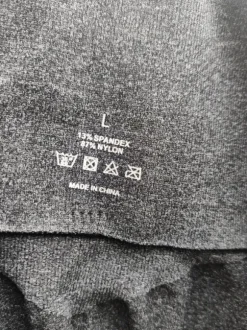 L
13% SPANDEX
87% NYLON
MADE IN CHINA